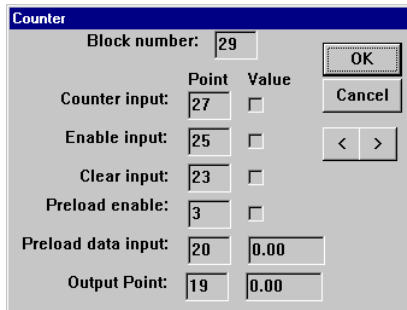 Counter
Block number: 29
OK
Point Value
Counter input: 27
Cancel
Enable input: 25
< >
Clear input: 23
Preload enable: 3
Preload data input: 20 0.00
Output Point: 19 0.00